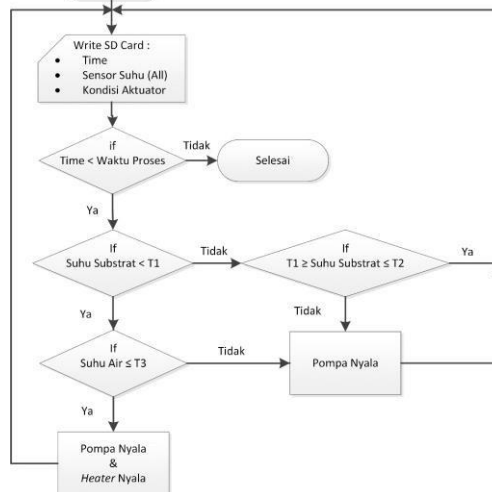 Write SD Card :
• Time
• Sensor Suhu (All)
• Kondisi Aktuator
if
Time < Waktu Proses
Tidak
Selesai
Ya
If
Suhu Substrat < T1
Tidak
If
T1 ≥ Suhu Substrat ≤ T2
Ya
Ya
Tidak
If
Suhu Air ≤ T3
Tidak
Pompa Nyala
Ya
Pompa Nyala
&
Heater Nyala